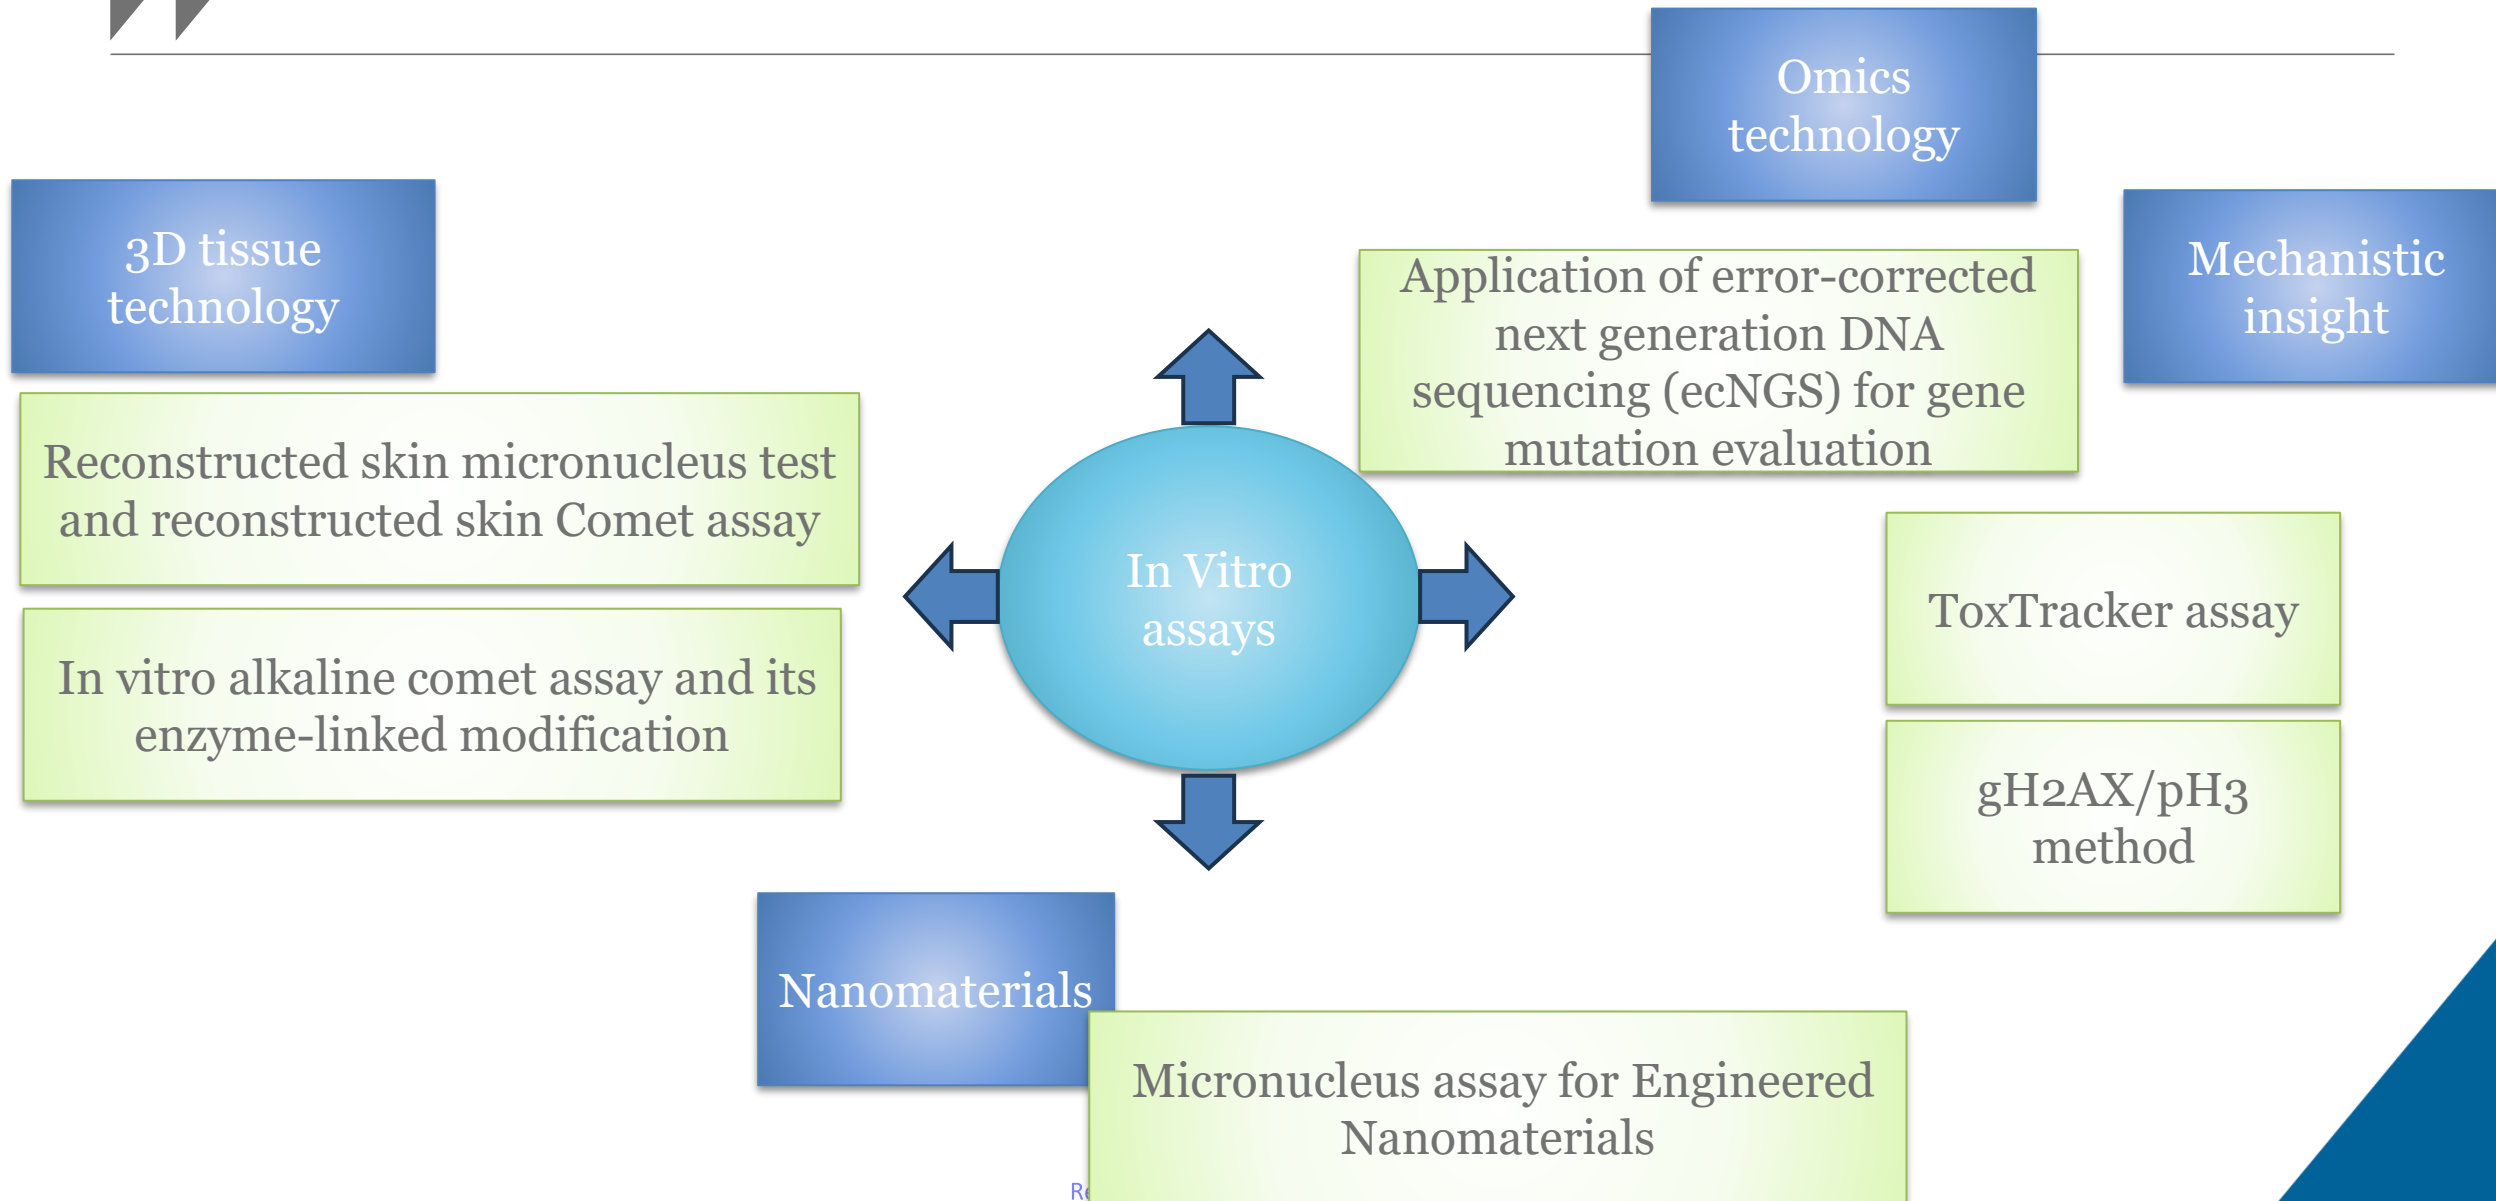 Omics
technology
3D tissue
technology
Mechanistic
insight
Application of error-corrected
next generation DNA
sequencing (ecNGS) for gene
mutation evaluation
Reconstructed skin micronucleus test
and reconstructed skin Comet assay
In Vitro
assays
ToxTracker assay
In vitro alkaline comet assay and its
enzyme-linked modification
gH2AX/pH3
method
Nanomaterials
Micronucleus assay for Engineered
Nanomaterials